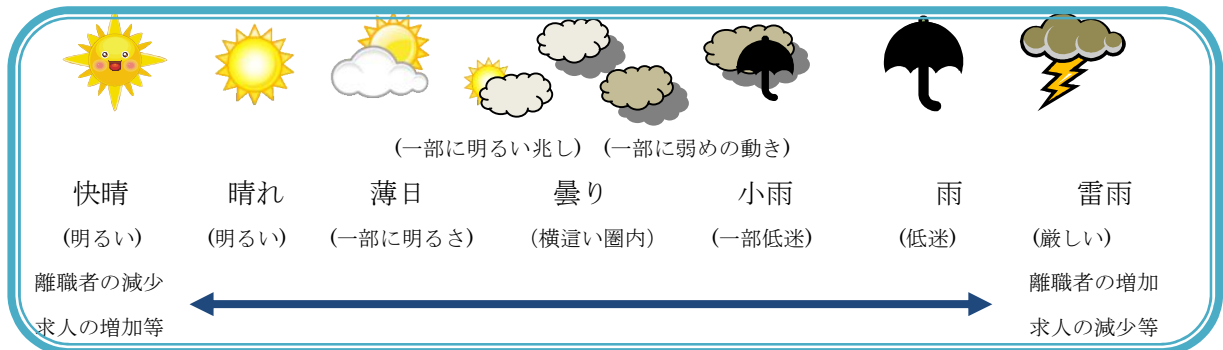 (一部に明るい兆し) (一部に弱めの動き)
快晴 晴れ 薄日 曇り 小雨 雨 雷雨
(明るい) (明るい) (一部に明るさ) (横這い圏内) (一部低迷) (低迷) (厳しい)
離職者の減少 離職者の増加
求人の増加等 求人の減少等